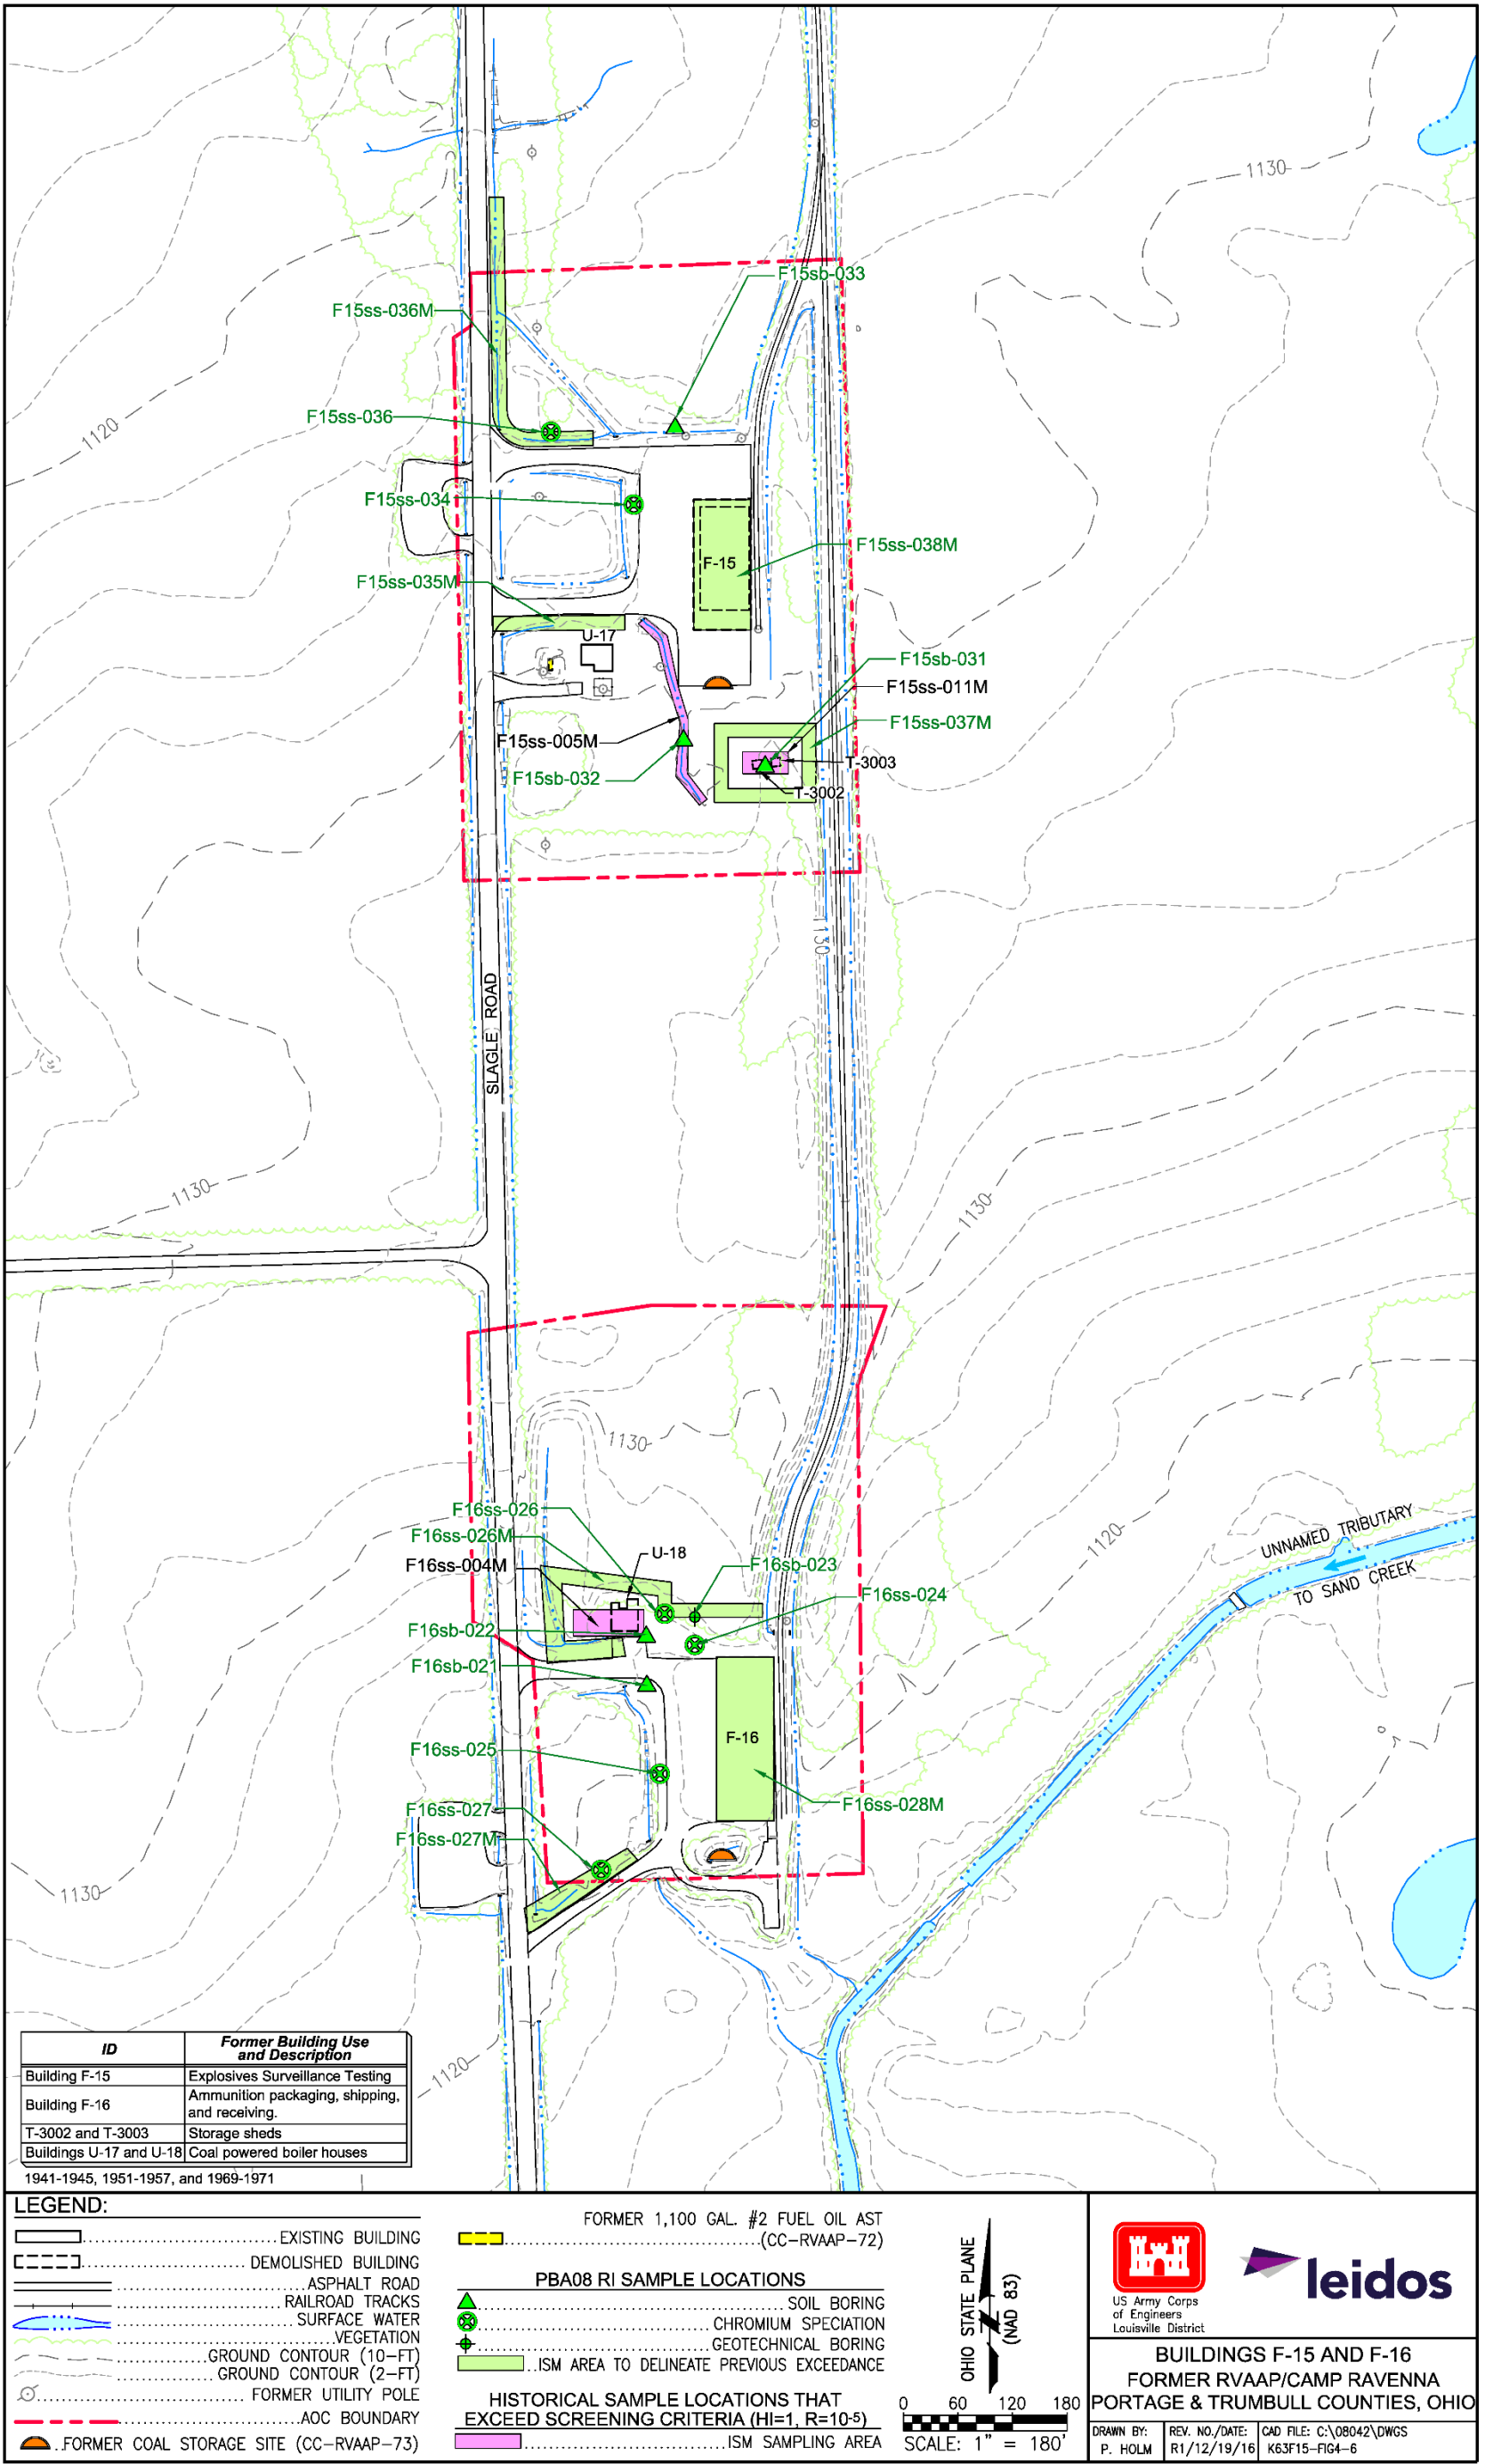 1130
F15sb-033
F15ss-036M
F15ss-036
1120
F15ss-034
F15ss-038M
F-15
F15ss-035M
U-17
F15sb-031
F15ss-011M
F15ss-037M
F15ss-005M
T-3003
F15sb-032
T-3002
1130
SLAGLE ROAD
1130
1130
1130
F16ss-026
F16ss-026M
U-18
F16ss-004M
F16sb-023
F16ss-024
1120
UNNAMED TRIBUTARY
TO SAND CREEK
F16sb-022
F16sb-021
F-16
F16ss-025
F16ss-028M
F16ss-027
F16ss-027M
1130
1120
ID
Former Building Use
and Description
Building F-15
Explosives Surveillance Testing
Building F-16
Ammunition packaging, shipping,
and receiving.
T-3002 and T-3003
Storage sheds
Buildings U-17 and U-18
Coal powered boiler houses
1941-1945, 1951-1957, and 1969-1971
LEGEND:
EXISTING BUILDING
DEMOLISHED BUILDING
ASPHALT ROAD
RAILROAD TRACKS
SURFACE WATER
VEGETATION
GROUND CONTOUR (10-FT)
GROUND CONTOUR (2-FT)
FORMER UTILITY POLE
AOC BOUNDARY
FORMER COAL STORAGE SITE (CC-RVAAP-73)
FORMER 1,100 GAL. #2 FUEL OIL AST
(CC-RVAAP-72)
PBA08 RI SAMPLE LOCATIONS
SOIL BORING
CHROMIUM SPECIATION
GEOTECHNICAL BORING
ISM AREA TO DELINEATE PREVIOUS EXCEEDANCE
HISTORICAL SAMPLE LOCATIONS THAT
EXCEED SCREENING CRITERIA (HI=1, R=10-5)
ISM SAMPLING AREA
OHIO STATE PLANE
(NAD 83)
0 60 120 180
SCALE: 1" = 180'
US Army Corps
of Engineers
Louisville District
leidos
BUILDINGS F-15 AND F-16
FORMER RVAAP/CAMP RAVENNA
PORTAGE & TRUMBULL COUNTIES, OHIO
DRAWN BY:
P. HOLM
REV. NO./DATE:
R1/12/19/16
CAD FILE: C:\08042\DWGS
K63F15-FIG4-6